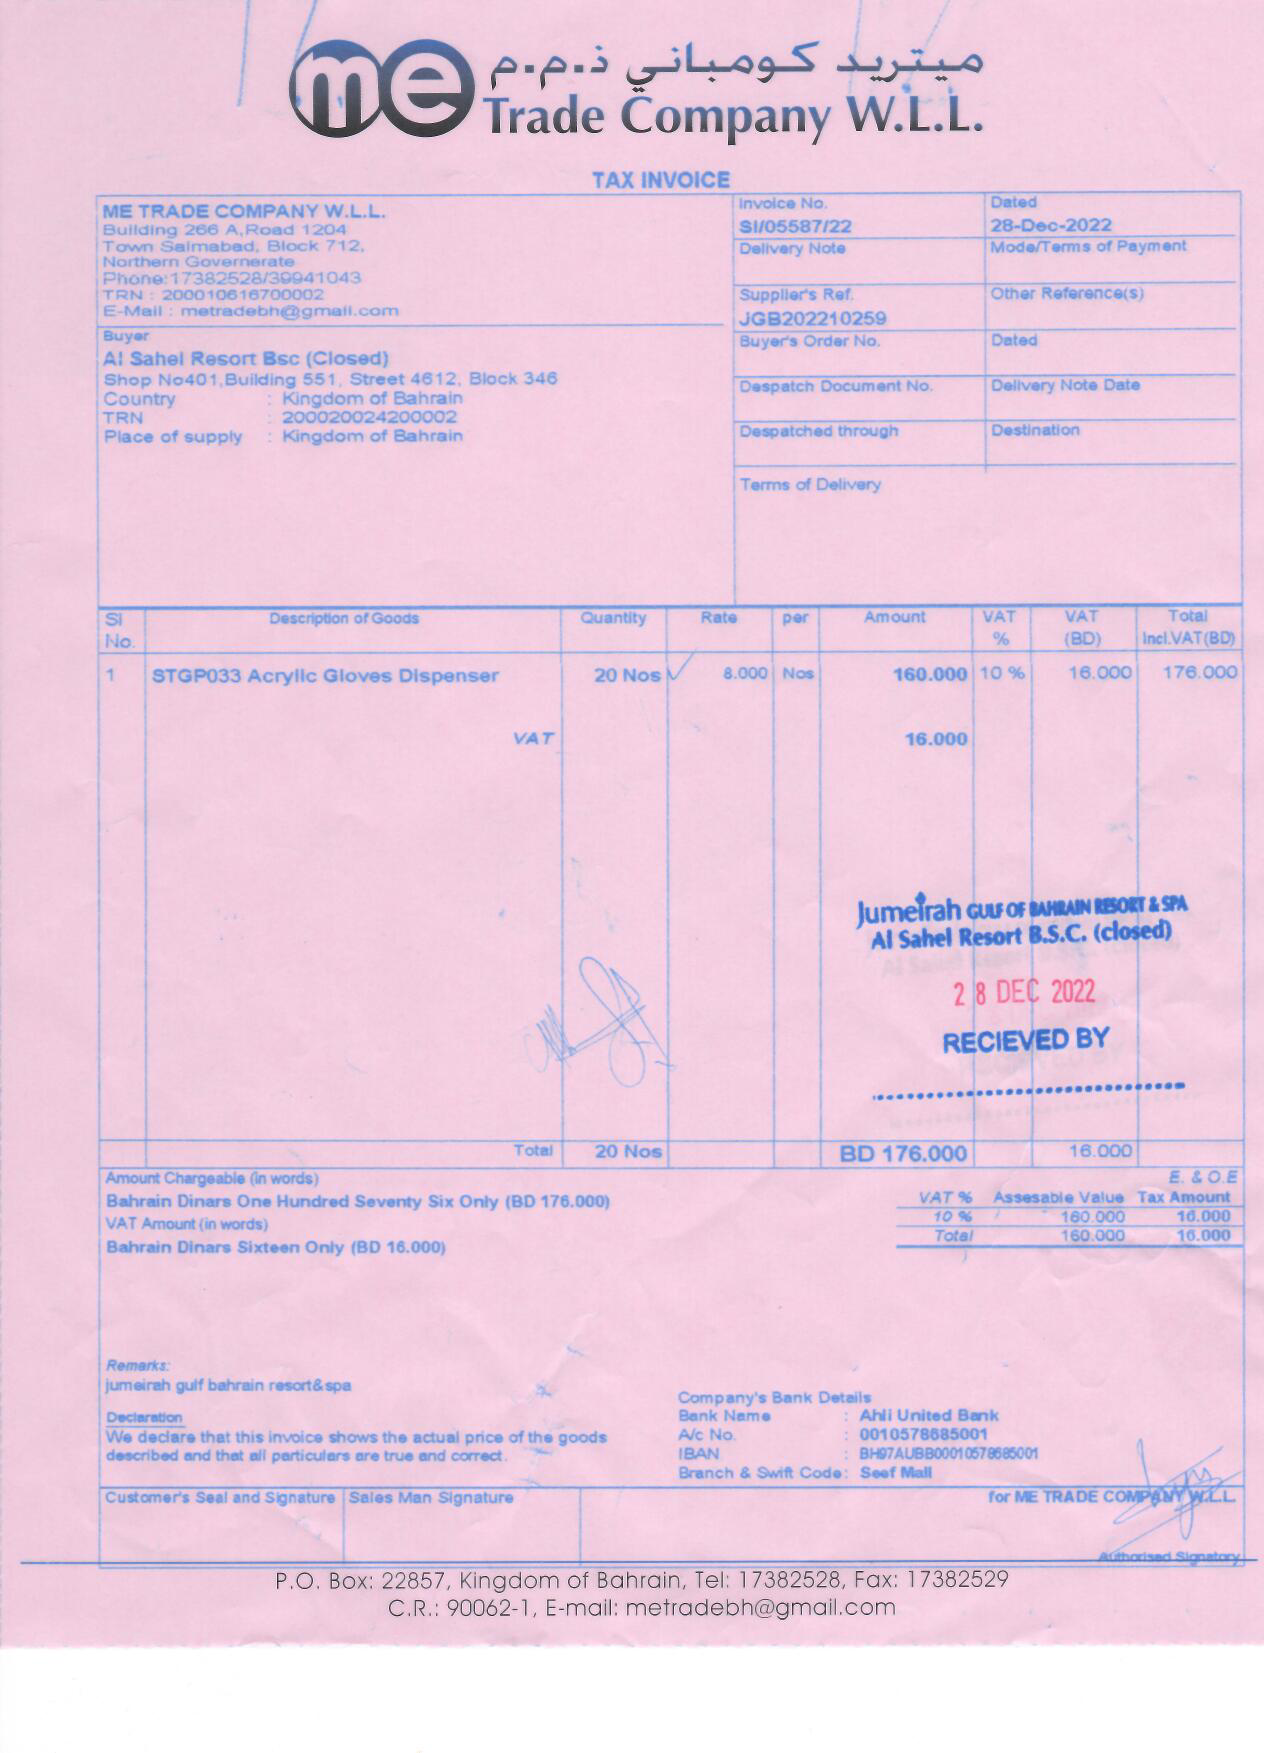 me
ميتريد كومباني ذ.م.م
Trade Company W.L.L.
TAX INVOICE
ME TRADE COMPANY W.L.L.
Building 266 A,Road 1204
Town Salmabad, Block 712,
Northern Governerate
Phone:17382528/39941043
TRN : 200010616700002
E-Mail : metradebh@gmail.com
Invoice No.
SI/05587/22
Dated
28-Dec-2022
Delivery Note
Mode/Terms of Payment
Supplier's Ref.
JGB202210259
Other Reference(s)
Buyer
Al Sahel Resort Bsc (Closed)
Shop No401,Building 551, Street 4612, Block 346
Country : Kingdom of Bahrain
TRN : 200020024200002
Place of supply : Kingdom of Bahrain
Buyer's Order No.
Dated
Despatch Document No.
Delivery Note Date
Despatched through
Destination
Terms of Delivery
Sl No. Description of Goods Quantity Rate per Amount VAT % VAT (BD) Total Incl.VAT(BD)
1 STGP033 Acrylic Gloves Dispenser 20 Nos 8.000 Nos 160.000 10 % 16.000 176.000
VAT 16.000
Jumeirah GULF OF BAHRAIN RESORT & SPA
Al Sahel Resort B.S.C. (closed)
28 DEC 2022
RECIEVED BY
Total 20 Nos BD 176.000 16.000
Amount Chargeable (in words) E. & O.E
Bahrain Dinars One Hundred Seventy Six Only (BD 176.000)
VAT Amount (in words)
Bahrain Dinars Sixteen Only (BD 16.000)
VAT % Assesable Value Tax Amount
10 % 160.000 16.000
Total 160.000 16.000
Remarks:
jumeirah gulf bahrain resort&spa
Declaration
We declare that this invoice shows the actual price of the goods
described and that all particulars are true and correct.
Company's Bank Details
Bank Name : Ahli United Bank
A/c No. : 0010578685001
IBAN : BH97AUBB00010578685001
Branch & Swift Code : Seef Mall
Customer's Seal and Signature
Sales Man Signature
for ME TRADE COMPANY W.L.L.
Authorised Signatory
P.O. Box: 22857, Kingdom of Bahrain, Tel: 17382528, Fax: 17382529
C.R.: 90062-1, E-mail: metradebh@gmail.com